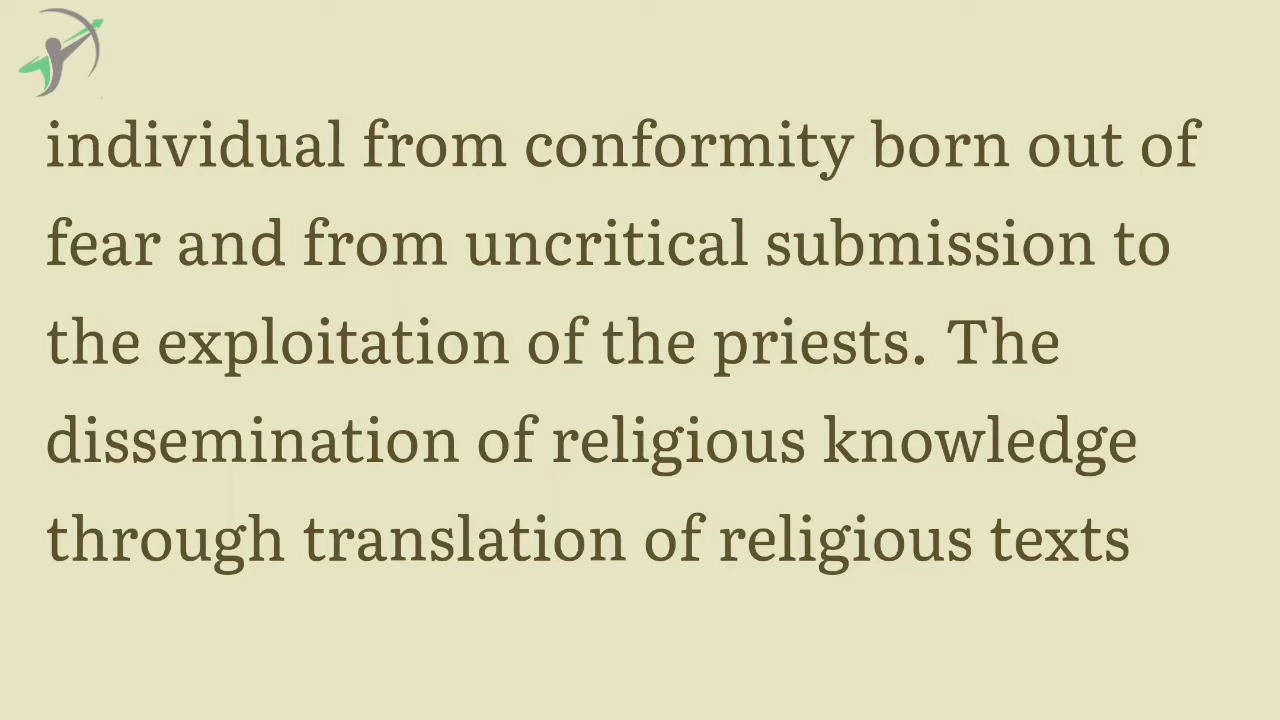 individual from conformity born out of
fear and from uncritical submission to
the exploitation of the priests. The
dissemination of religious knowledge
through translation of religious texts